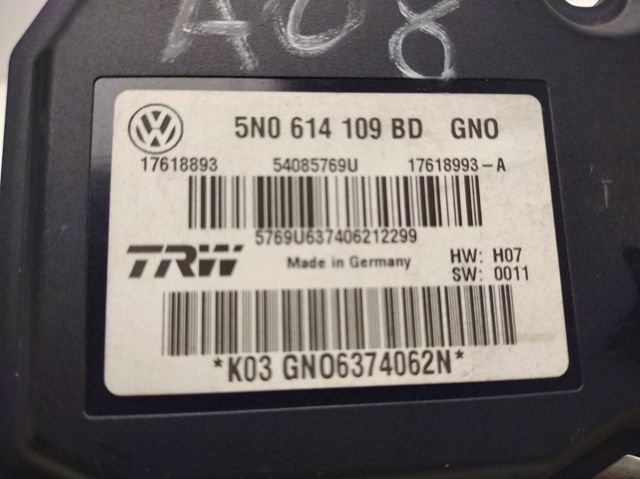 A08
VW
5N0 614 109 BD GNO
17618893 54085769U 17618993-A
5769U637406212299
TRW Made in Germany HW: H07
SW: 0011
*K03 GNO6374062N*